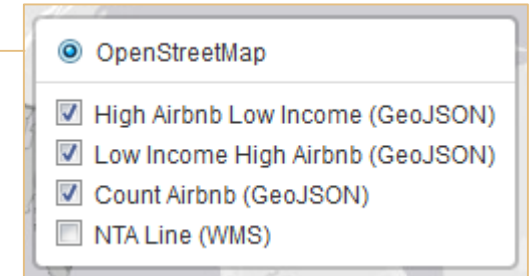 OpenStreetMap
High Airbnb Low Income (GeoJSON)
Low Income High Airbnb (GeoJSON)
Count Airbnb (GeoJSON)
NTA Line (WMS)